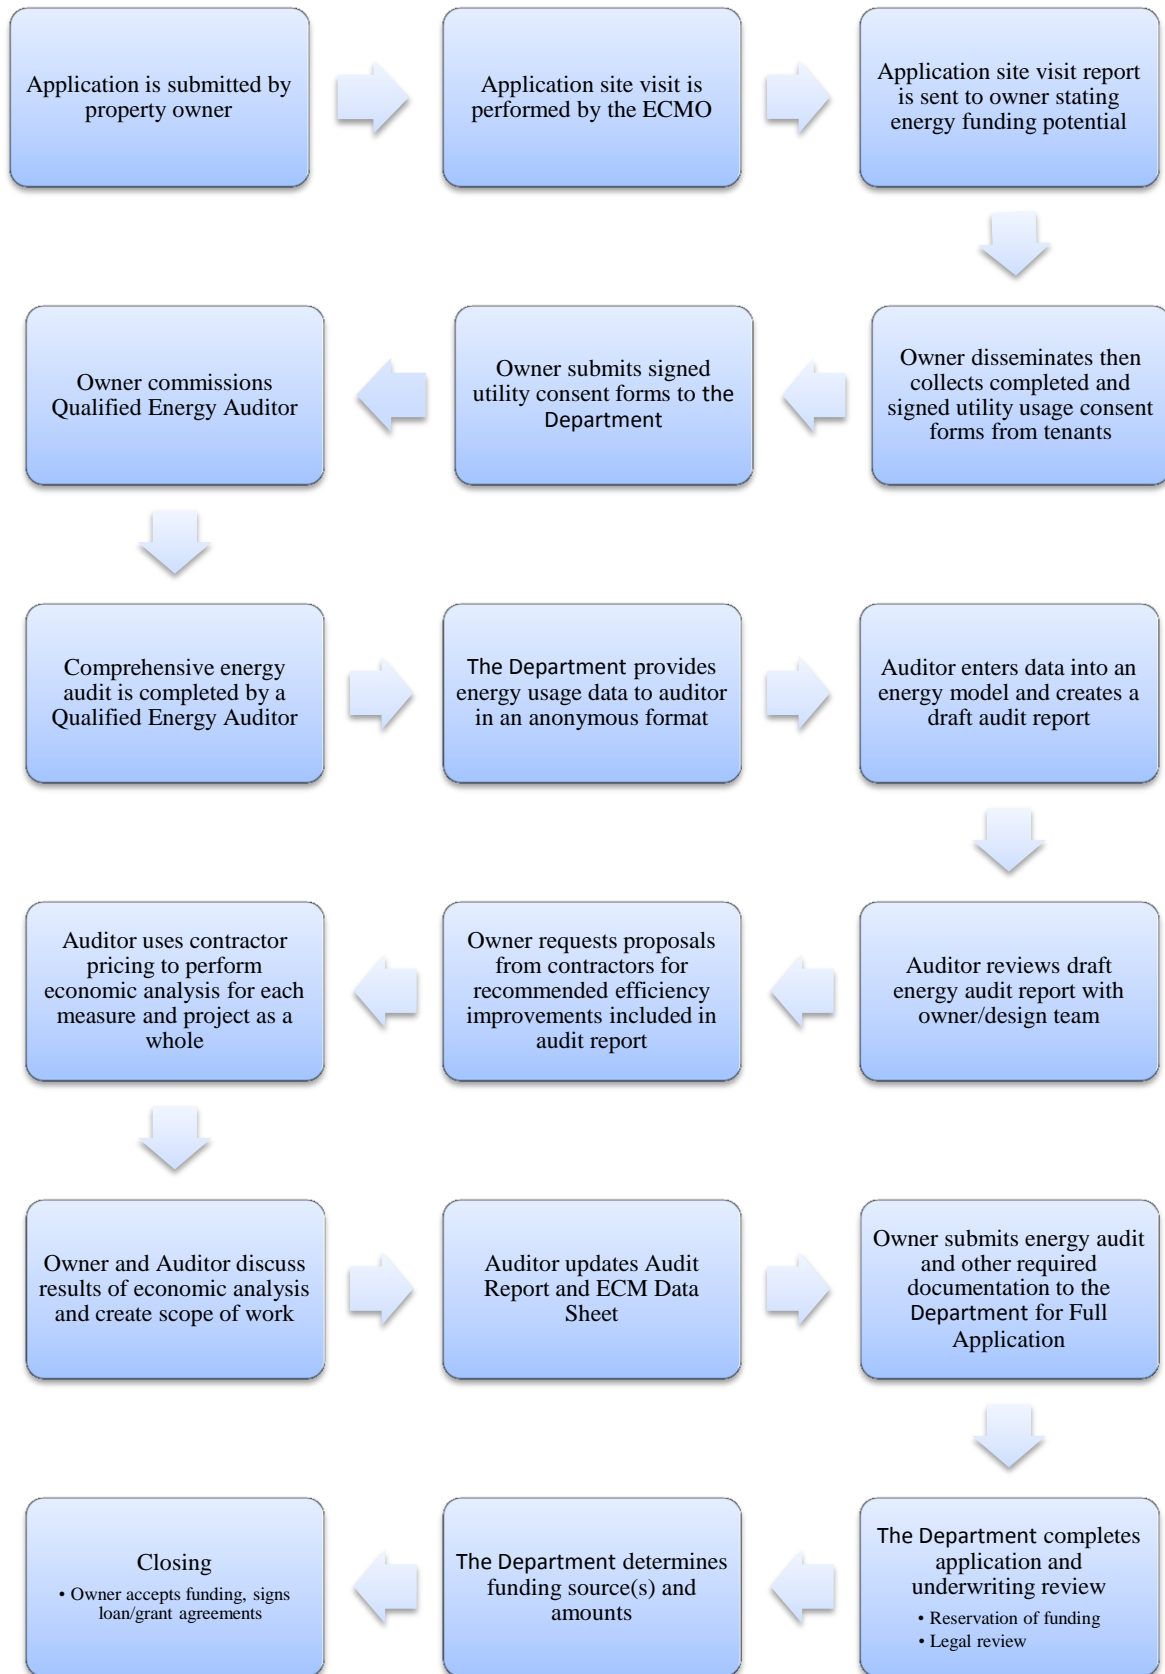 Application is submitted by
property owner
Application site visit is
performed by the ECMO
Application site visit report
is sent to owner stating
energy funding potential
Owner disseminates then
collects completed and
signed utility usage consent
forms from tenants
Owner submits signed
utility consent forms to the
Department
Owner commissions
Qualified Energy Auditor
Comprehensive energy
audit is completed by a
Qualified Energy Auditor
The Department provides
energy usage data to auditor
in an anonymous format
Auditor enters data into an
energy model and creates a
draft audit report
Auditor reviews draft
energy audit report with
owner/design team
Owner requests proposals
from contractors for
recommended efficiency
improvements included in
audit report
Auditor uses contractor
pricing to perform
economic analysis for each
measure and project as a
whole
Owner and Auditor discuss
results of economic analysis
and create scope of work
Auditor updates Audit
Report and ECM Data
Sheet
Owner submits energy audit
and other required
documentation to the
Department for Full
Application
The Department completes
application and
underwriting review
• Reservation of funding
• Legal review
The Department determines
funding source(s) and
amounts
Closing
• Owner accepts funding, signs
loan/grant agreements